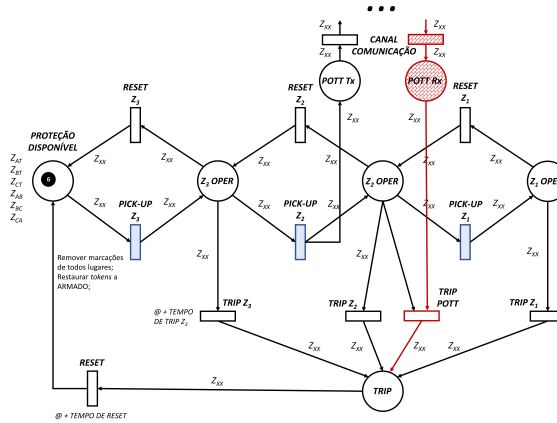 • • •
Z_XX Z_XX
CANAL
COMUNICAÇÃO
Z_XX Z_XX
POTT Tx POTT Rx
RESET
Z_3
RESET
Z_2
RESET
Z_1
PROTEÇÃO
DISPONÍVEL
Z_AT
Z_BT
Z_CT
Z_AB
Z_BC
Z_CA
6
Z_XX Z_XX Z_XX Z_XX Z_XX Z_XX
Z_3 OPER Z_2 OPER Z_1 OPER
PICK-UP
Z_3
PICK-UP
Z_2
PICK-UP
Z_1
Z_XX Z_XX Z_XX Z_XX Z_XX Z_XX
Remover marcações
de todos lugares;
Restaurar tokens a
ARMADO;
Z_XX Z_XX Z_XX Z_XX
TRIP Z_3 TRIP Z_2 TRIP
POTT
TRIP Z_1
@ + TEMPO
DE TRIP Z_3
Z_XX Z_XX Z_XX Z_XX
RESET
Z_XX
TRIP
@ + TEMPO DE RESET